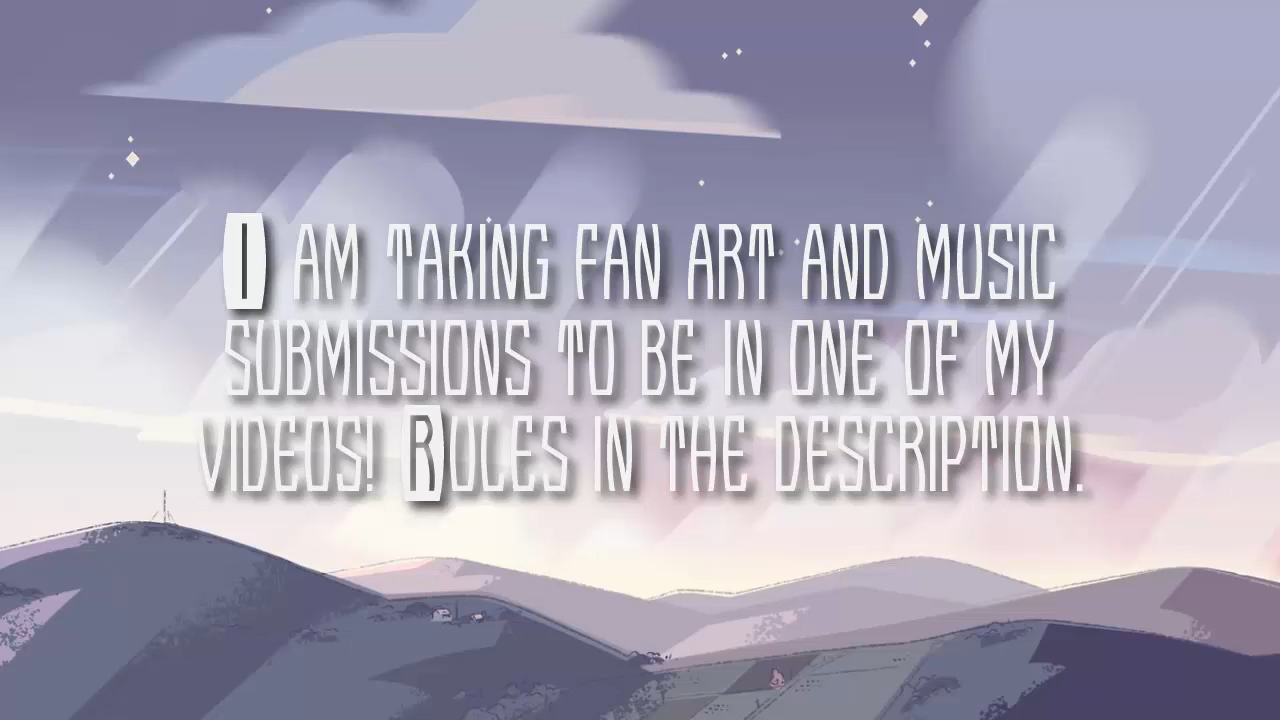 I AM TAKING FAN ART AND MUSIC
SUBMISSIONS TO BE IN ONE OF MY
VIDEOS! RULES IN THE DESCRIPTION.